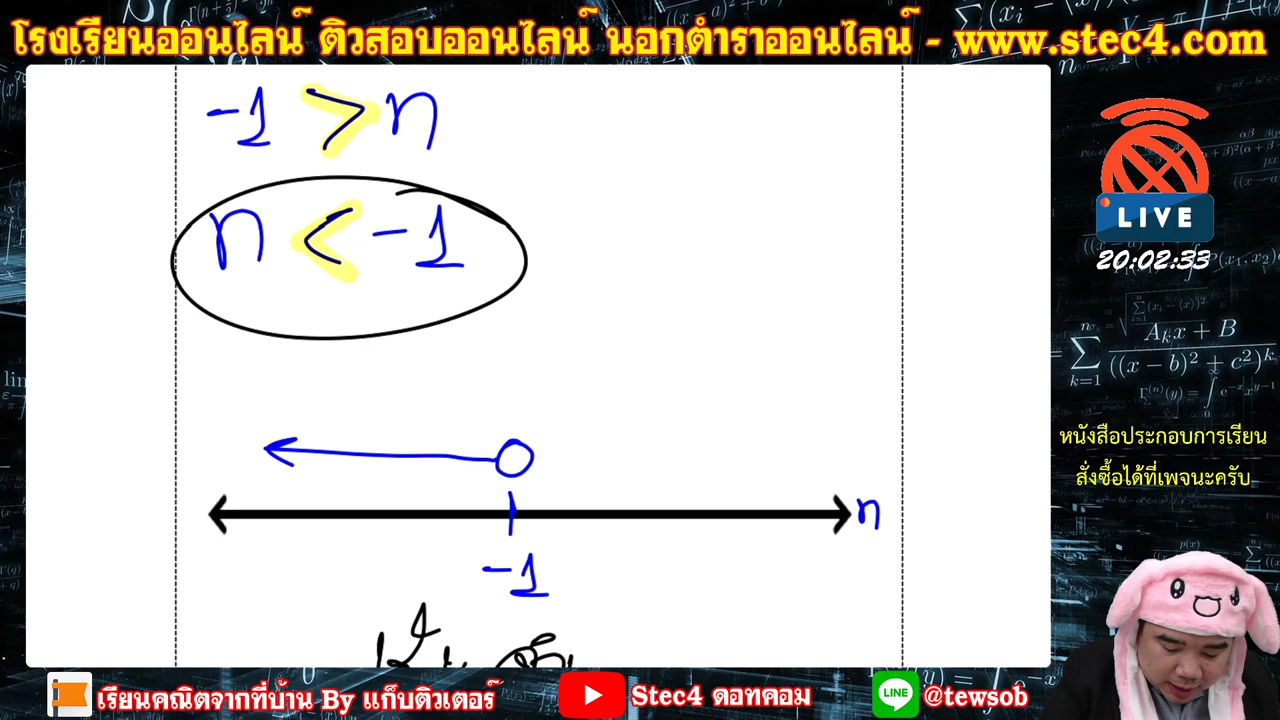 โรงเรียนออนไลน์ ติวสอบออนไลน์ นอกตำราออนไลน์ - www.stec4.com
-1 > n
n < -1
LIVE
20:02:33
หนังสือประกอบการเรียน
สั่งซื้อได้ที่เพจนะครับ
n
-1
เรียนคณิตจากที่บ้าน By แก็บติวเตอร์
Stec4 ดอทคอม
LINE
@tewsob